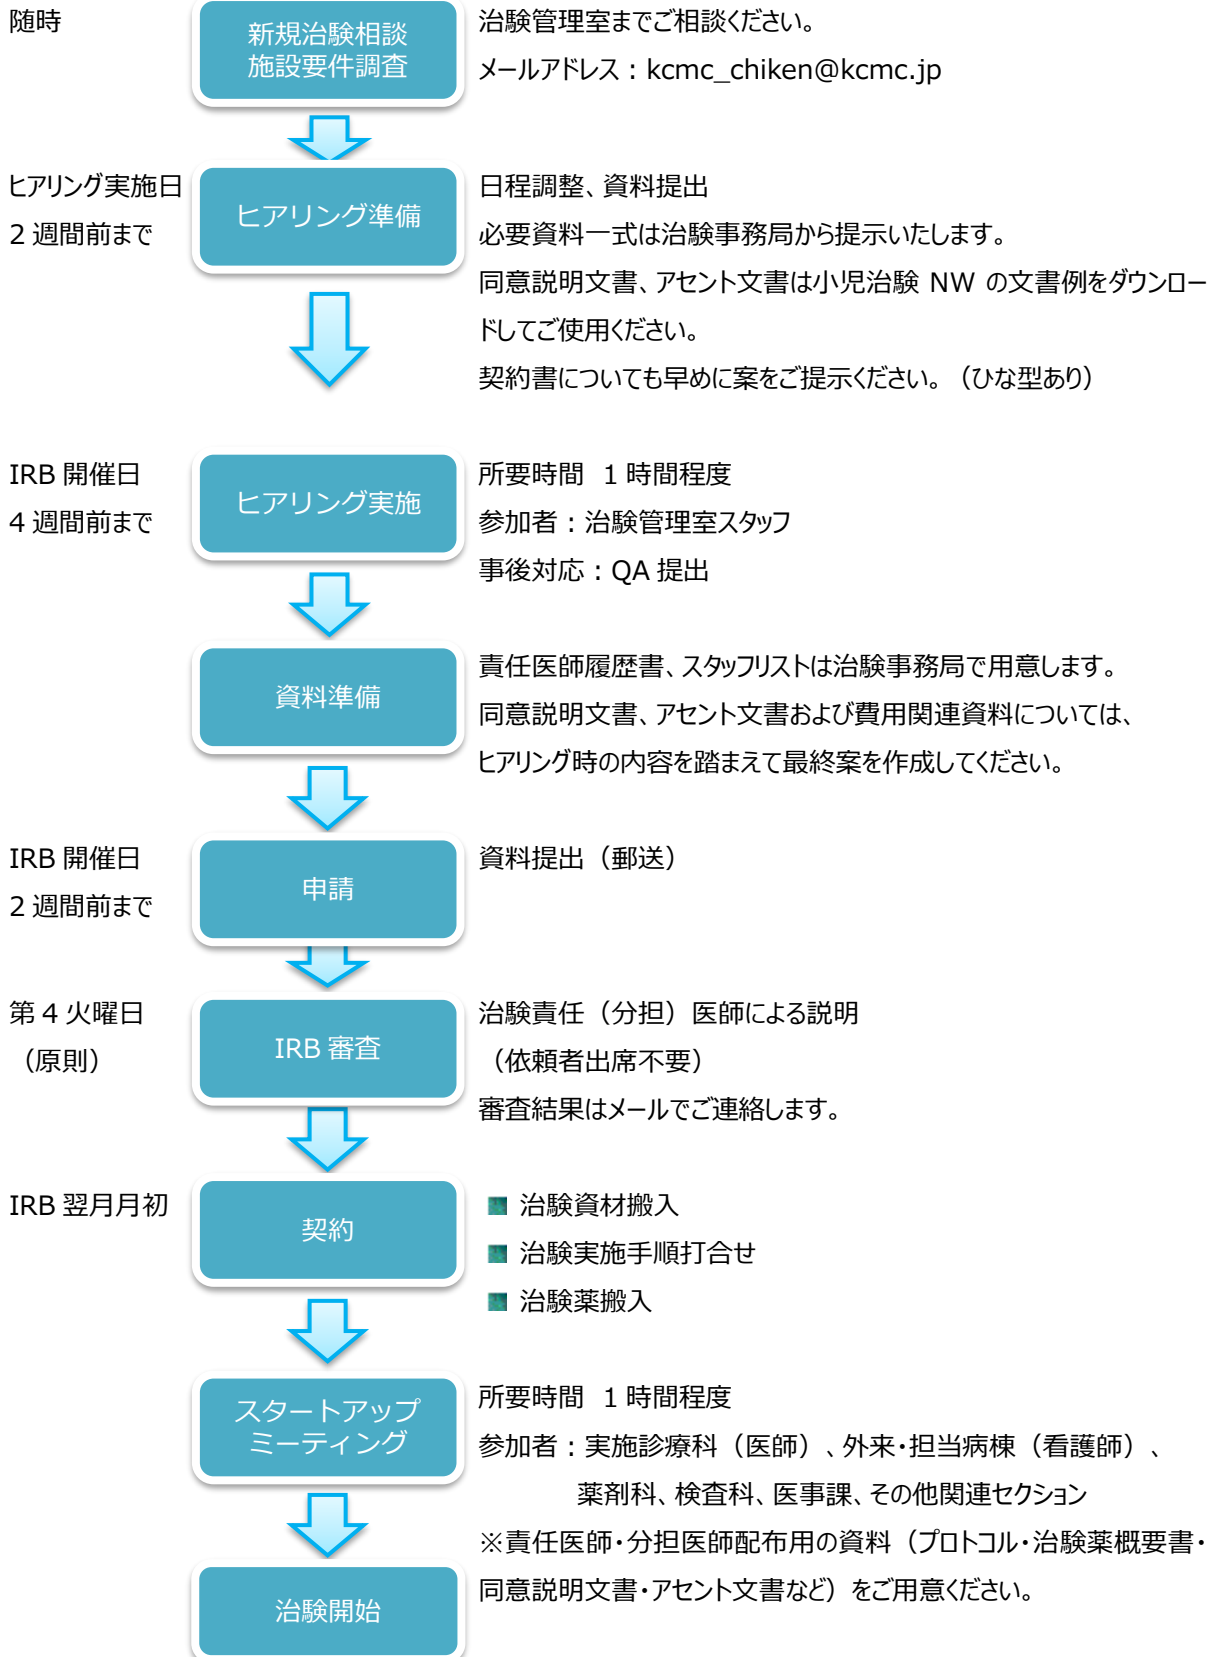 随時
新規治験相談
施設要件調査
治験管理室までご相談ください。
メールアドレス：kcmc_chiken@kcmc.jp
ヒアリング実施日
2 週間前まで
ヒアリング準備
日程調整、資料提出
必要資料一式は治験事務局から提示いたします。
同意説明文書、アセント文書は小児治験 NW の文書例をダウンロー
ドしてご使用ください。
契約書についても早めに案をご提示ください。（ひな型あり）
IRB 開催日
4 週間前まで
ヒアリング実施
所要時間 1 時間程度
参加者：治験管理室スタッフ
事後対応：QA 提出
資料準備
責任医師履歴書、スタッフリストは治験事務局で用意します。
同意説明文書、アセント文書および費用関連資料については、
ヒアリング時の内容を踏まえて最終案を作成してください。
IRB 開催日
2 週間前まで
申請
資料提出（郵送）
第 4 火曜日
（原則）
IRB 審査
治験責任（分担）医師による説明
（依頼者出席不要）
審査結果はメールでご連絡します。
IRB 翌月月初
契約
治験資材搬入
治験実施手順打合せ
治験薬搬入
スタートアップ
ミーティング
所要時間 1 時間程度
参加者：実施診療科（医師）、外来・担当病棟（看護師）、
薬剤科、検査科、医事課、その他関連セクション
※責任医師・分担医師配布用の資料（プロトコル・治験薬概要書・
同意説明文書・アセント文書など）をご用意ください。
治験開始